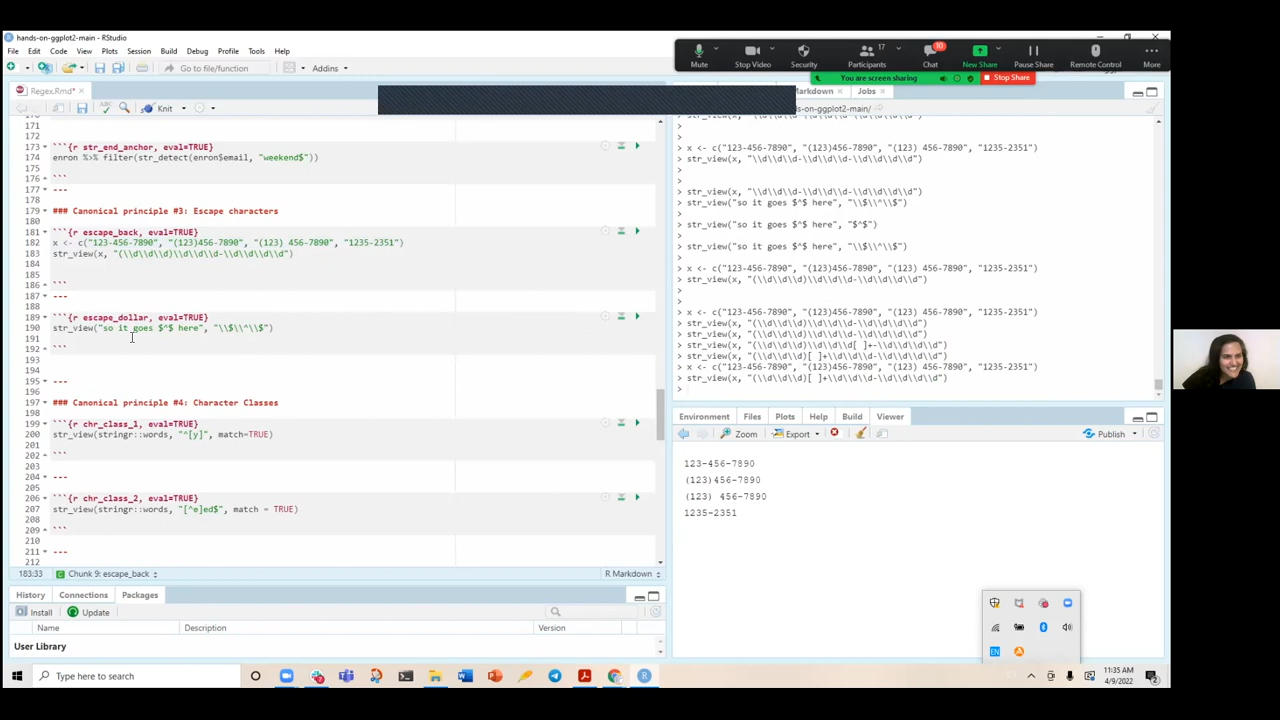 hands-on-ggplot2-main - RStudio
File Edit Code View Plots Session Build Debug Profile Tools Help
Go to file/function Addins
Mute Stop Video Security Participants 17 Chat 10 New Share Pause Share Remote Control More
You are screen sharing Stop Share
Regex.Rmd*
Markdown Jobs
Knit
s-on-ggplot2-main/
171
172
173 ```{r str_end_anchor, eval=TRUE}
174 enron %>% filter(str_detect(enron$email, "weekend$"))
175
176 ```
177 ---
178
179 ### Canonical principle #3: Escape characters
180
181 ```{r escape_back, eval=TRUE}
182 x <- c("123-456-7890", "(123)456-7890", "(123) 456-7890", "1235-2351")
183 str_view(x, "(\\d\\d\\d)\\d\\d\\d-\\d\\d\\d\\d")
184
185
186 ```
187 ---
188
189 ```{r escape_dollar, eval=TRUE}
190 str_view("so it goes $^$ here", "\\$\\^\\$")
191
192 ```
193
194
195 ---
196
197 ### Canonical principle #4: Character Classes
198
199 ```{r chr_class_1, eval=TRUE}
200 str_view(stringr::words, "^[y]", match=TRUE)
201
202 ```
203
204 ---
205
206 ```{r chr_class_2, eval=TRUE}
207 str_view(stringr::words, "[^e]ed$", match = TRUE)
208
209 ```
210
211 ---
212
183:33 Chunk 9: escape_back R Markdown
>
>
> x <- c("123-456-7890", "(123)456-7890", "(123) 456-7890", "1235-2351")
> str_view(x, "\\d\\d\\d-\\d\\d\\d-\\d\\d\\d\\d")
>
>
> str_view(x, "\\d\\d\\d-\\d\\d\\d-\\d\\d\\d\\d")
> str_view("so it goes $^$ here", "\\$\\^\\$")
>
> str_view("so it goes $^$ here", "$^$")
>
> str_view("so it goes $^$ here", "\\$\\^\\$")
>
> x <- c("123-456-7890", "(123)456-7890", "(123) 456-7890", "1235-2351")
> str_view(x, "(\\d\\d\\d)\\d\\d\\d-\\d\\d\\d\\d")
>
>
> x <- c("123-456-7890", "(123)456-7890", "(123) 456-7890", "1235-2351")
> str_view(x, "(\\d\\d\\d)\\d\\d\\d-\\d\\d\\d\\d")
> str_view(x, "(\\d\\d\\d)\\d\\d\\d-\\d\\d\\d\\d")
> str_view(x, "(\\d\\d\\d)\\d\\d\\d[ ]+-\\d\\d\\d\\d")
> str_view(x, "(\\d\\d\\d)[ ]+\\d\\d\\d-\\d\\d\\d\\d")
> x <- c("123-456-7890", "(123)456-7890", "(123) 456-7890", "1235-2351")
> str_view(x, "(\\d\\d\\d)[ ]+\\d\\d\\d-\\d\\d\\d\\d")
>
Environment Files Plots Help Build Viewer
Zoom Export Publish
123-456-7890
(123)456-7890
(123) 456-7890
1235-2351
History Connections Packages
Install Update
Name Description Version
User Library
EN
Type here to search
11:35 AM
4/9/2022
2